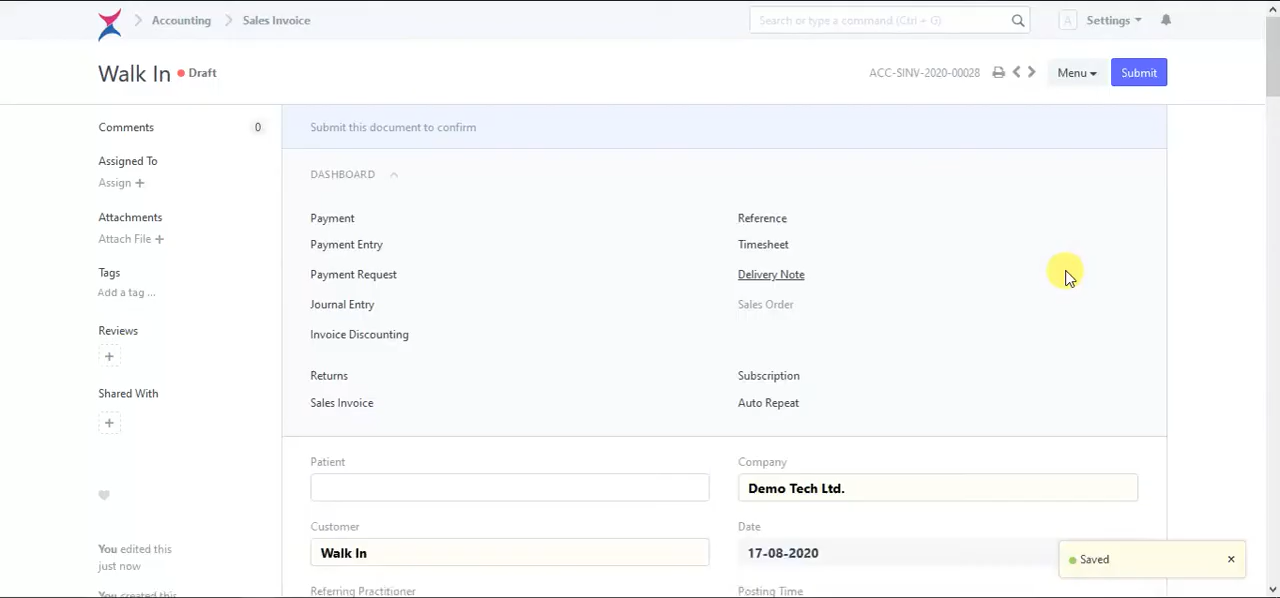 Accounting Sales Invoice Search or type a command (Ctrl + G) A Settings
Walk In Draft ACC-SINV-2020-00028 Menu Submit
Comments 0
Assigned To
Assign +
Attachments
Attach File +
Tags
Add a tag ...
Reviews
+
Shared With
+
You edited this
just now
You created this
Submit this document to confirm
DASHBOARD
Payment
Payment Entry
Payment Request
Journal Entry
Invoice Discounting
Reference
Timesheet
Delivery Note
Sales Order
Returns
Sales Invoice
Subscription
Auto Repeat
Patient
Company
Demo Tech Ltd.
Customer
Walk In
Date
17-08-2020
Referring Practitioner
Posting Time
Saved ×